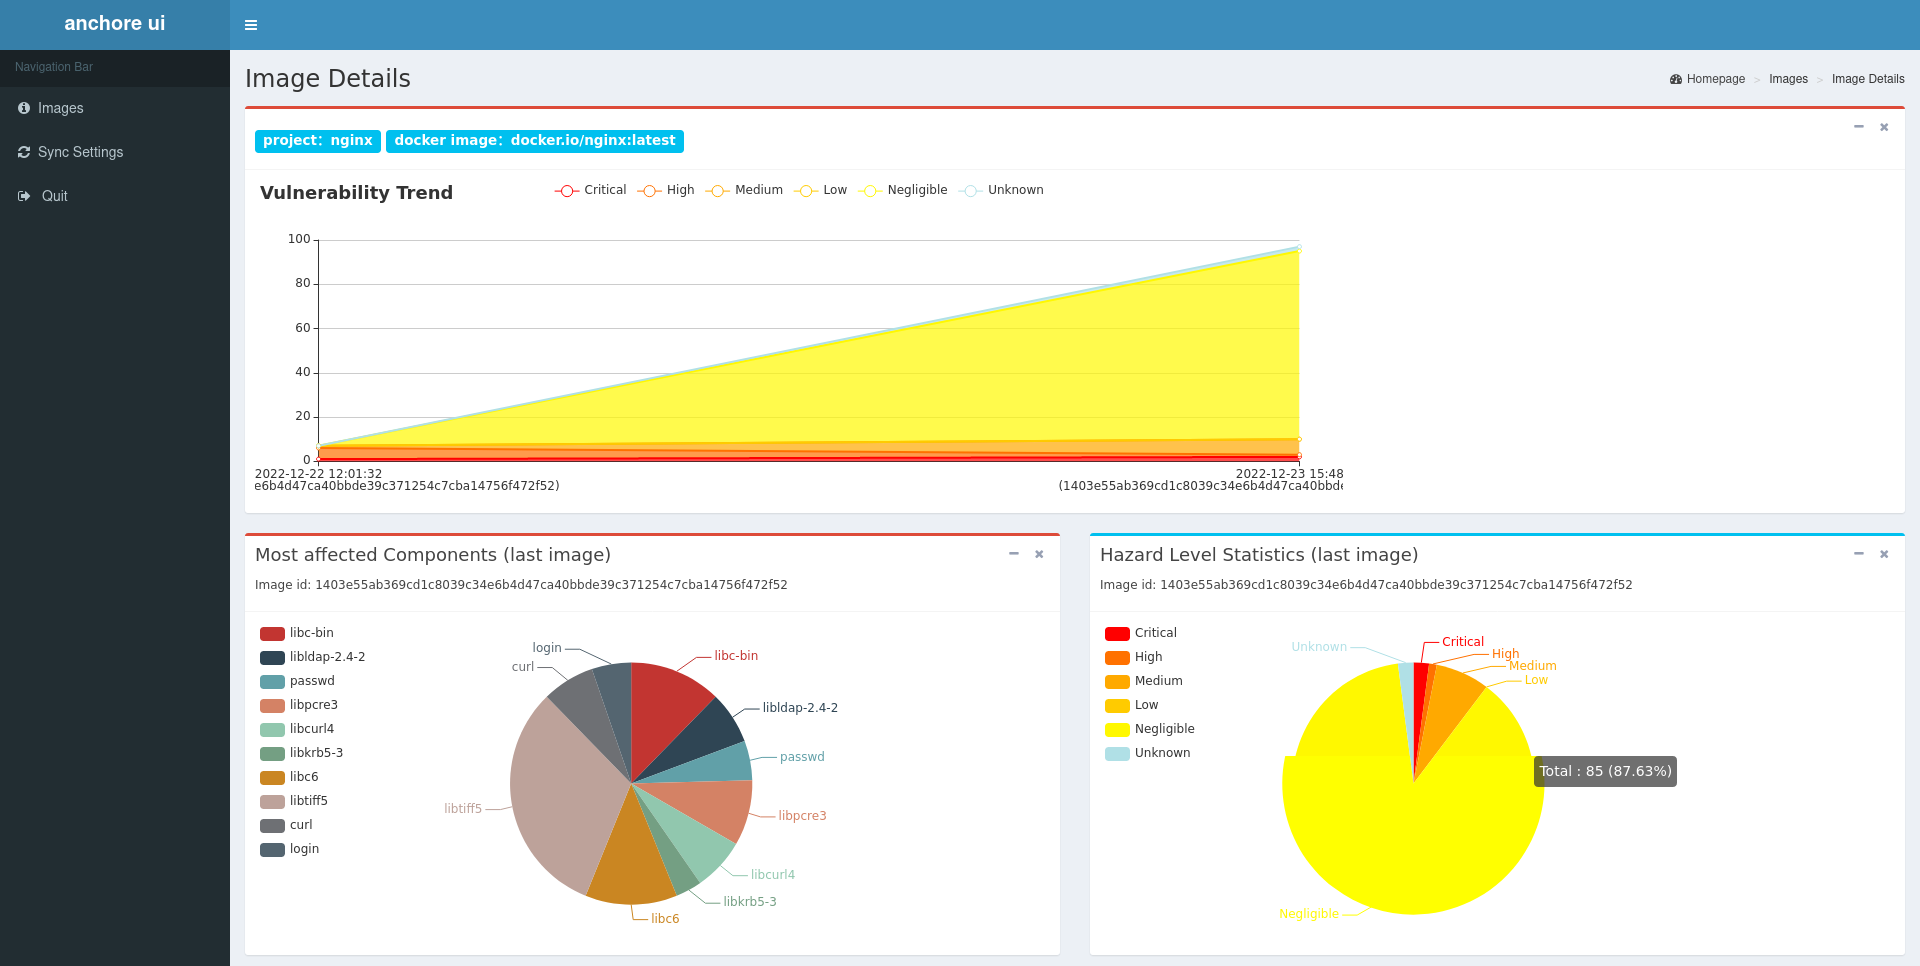 anchore ui
Navigation Bar
Images
Sync Settings
Quit
Image Details
Homepage > Images > Image Details
project: nginx docker image: docker.io/nginx:latest
Vulnerability Trend
Critical High Medium Low Negligible Unknown
100
80
60
40
20
0
2022-12-22 12:01:32
e6b4d47ca40bbde39c371254c7cba14756f472f52)
2022-12-23 15:48
(1403e55ab369cd1c8039c34e6b4d47ca40bbde
Most affected Components (last image)
Image id: 1403e55ab369cd1c8039c34e6b4d47ca40bbde39c371254c7cba14756f472f52
libc-bin
libldap-2.4-2
passwd
libpcre3
libcurl4
libkrb5-3
libc6
libtiff5
curl
login
login
curl
libtiff5
libc-bin
libldap-2.4-2
passwd
libpcre3
libcurl4
libkrb5-3
libc6
Hazard Level Statistics (last image)
Image id: 1403e55ab369cd1c8039c34e6b4d47ca40bbde39c371254c7cba14756f472f52
Critical
High
Medium
Low
Negligible
Unknown
Unknown
Critical
High
Medium
Low
Total : 85 (87.63%)
Negligible